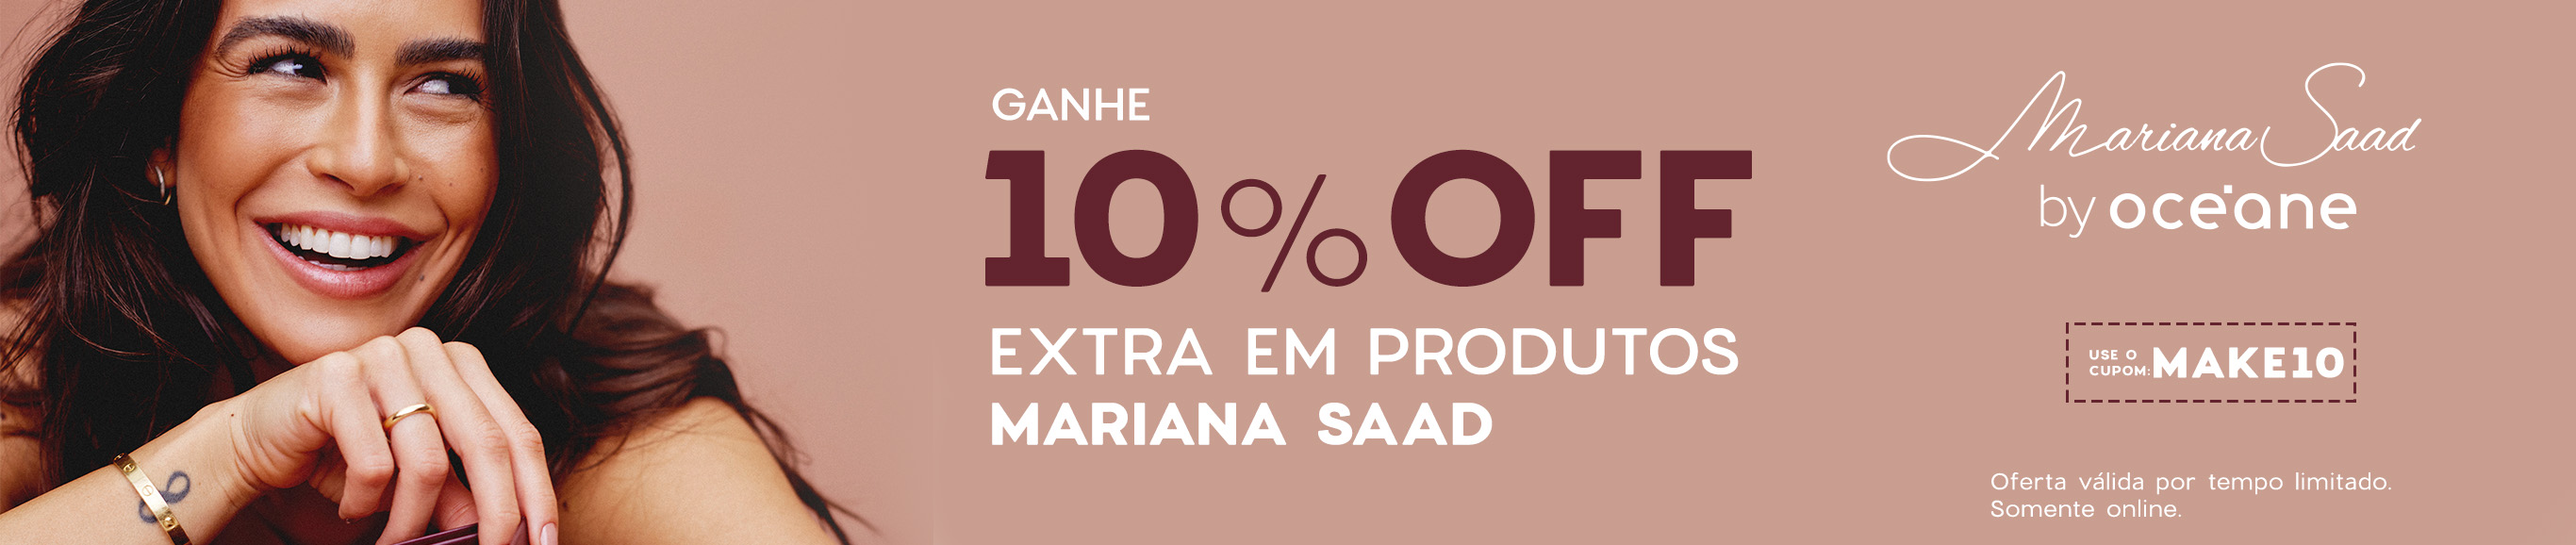 GANHE
10% OFF
EXTRA EM PRODUTOS
MARIANA SAAD
Mariana Saad
by océane
USE O
CUPOM: MAKE10
Oferta válida por tempo limitado.
Somente online.